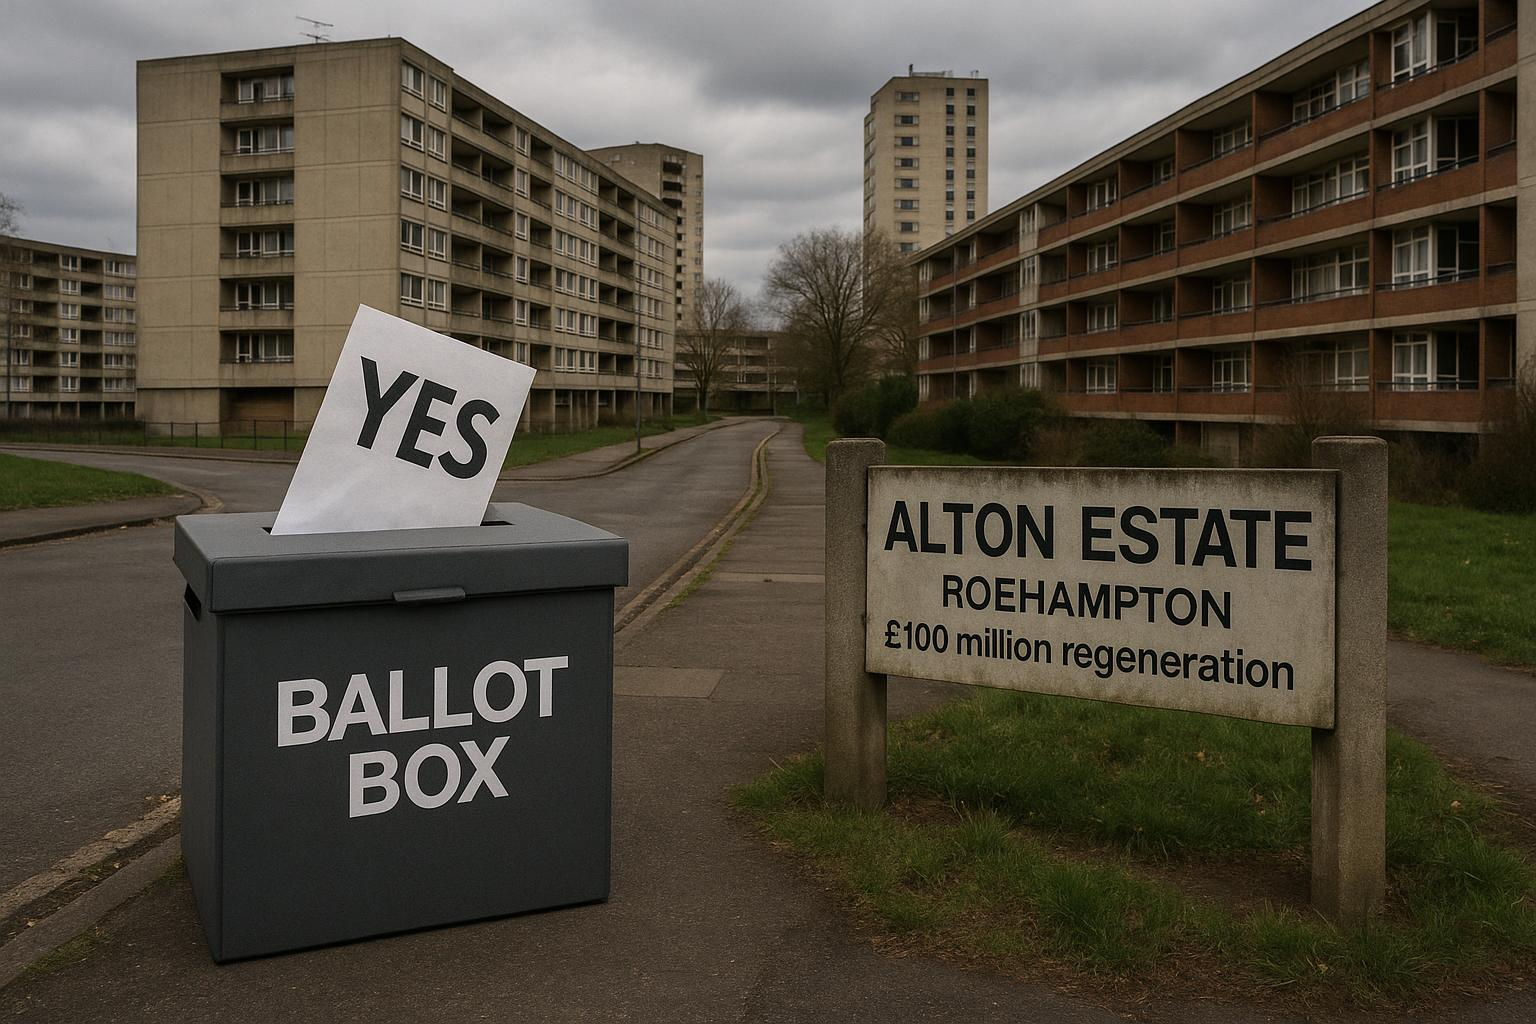 YES
BALLOT
BOX
ALTON ESTATE
ROEHAMPTON
£100 million regeneration